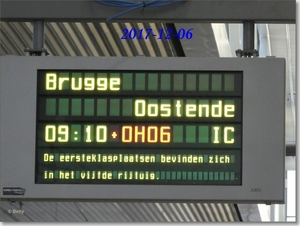 2017-12-06
Brugge
Oostende
09:10 +0H06 IC
De eersteklasplaatsen bevinden zich
in het vijfde rijtuig.